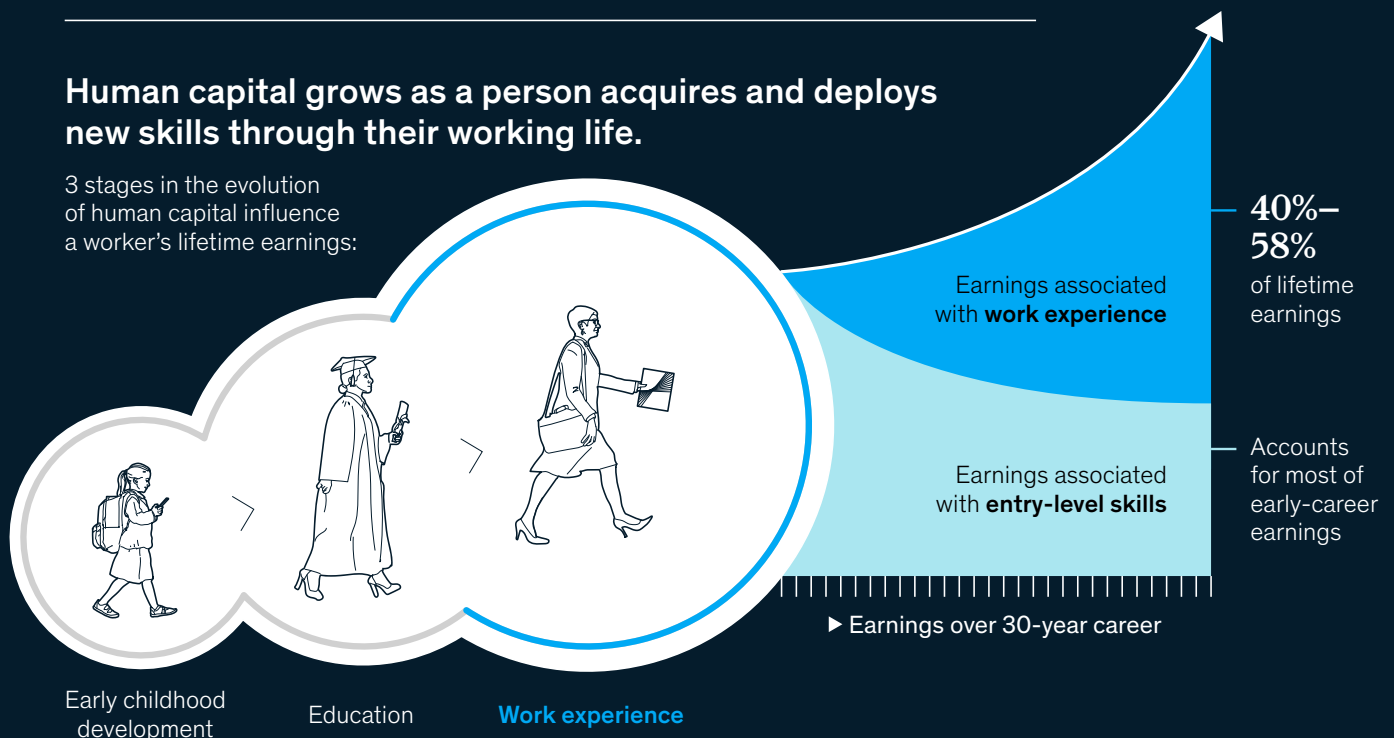 Human capital grows as a person acquires and deploys
new skills through their working life.
3 stages in the evolution
of human capital influence
a worker's lifetime earnings:
Early childhood
development
Education
Work experience
Earnings associated
with work experience
40%–
58%
of lifetime
earnings
Earnings associated
with entry-level skills
Accounts
for most of
early-career
earnings
▶ Earnings over 30-year career